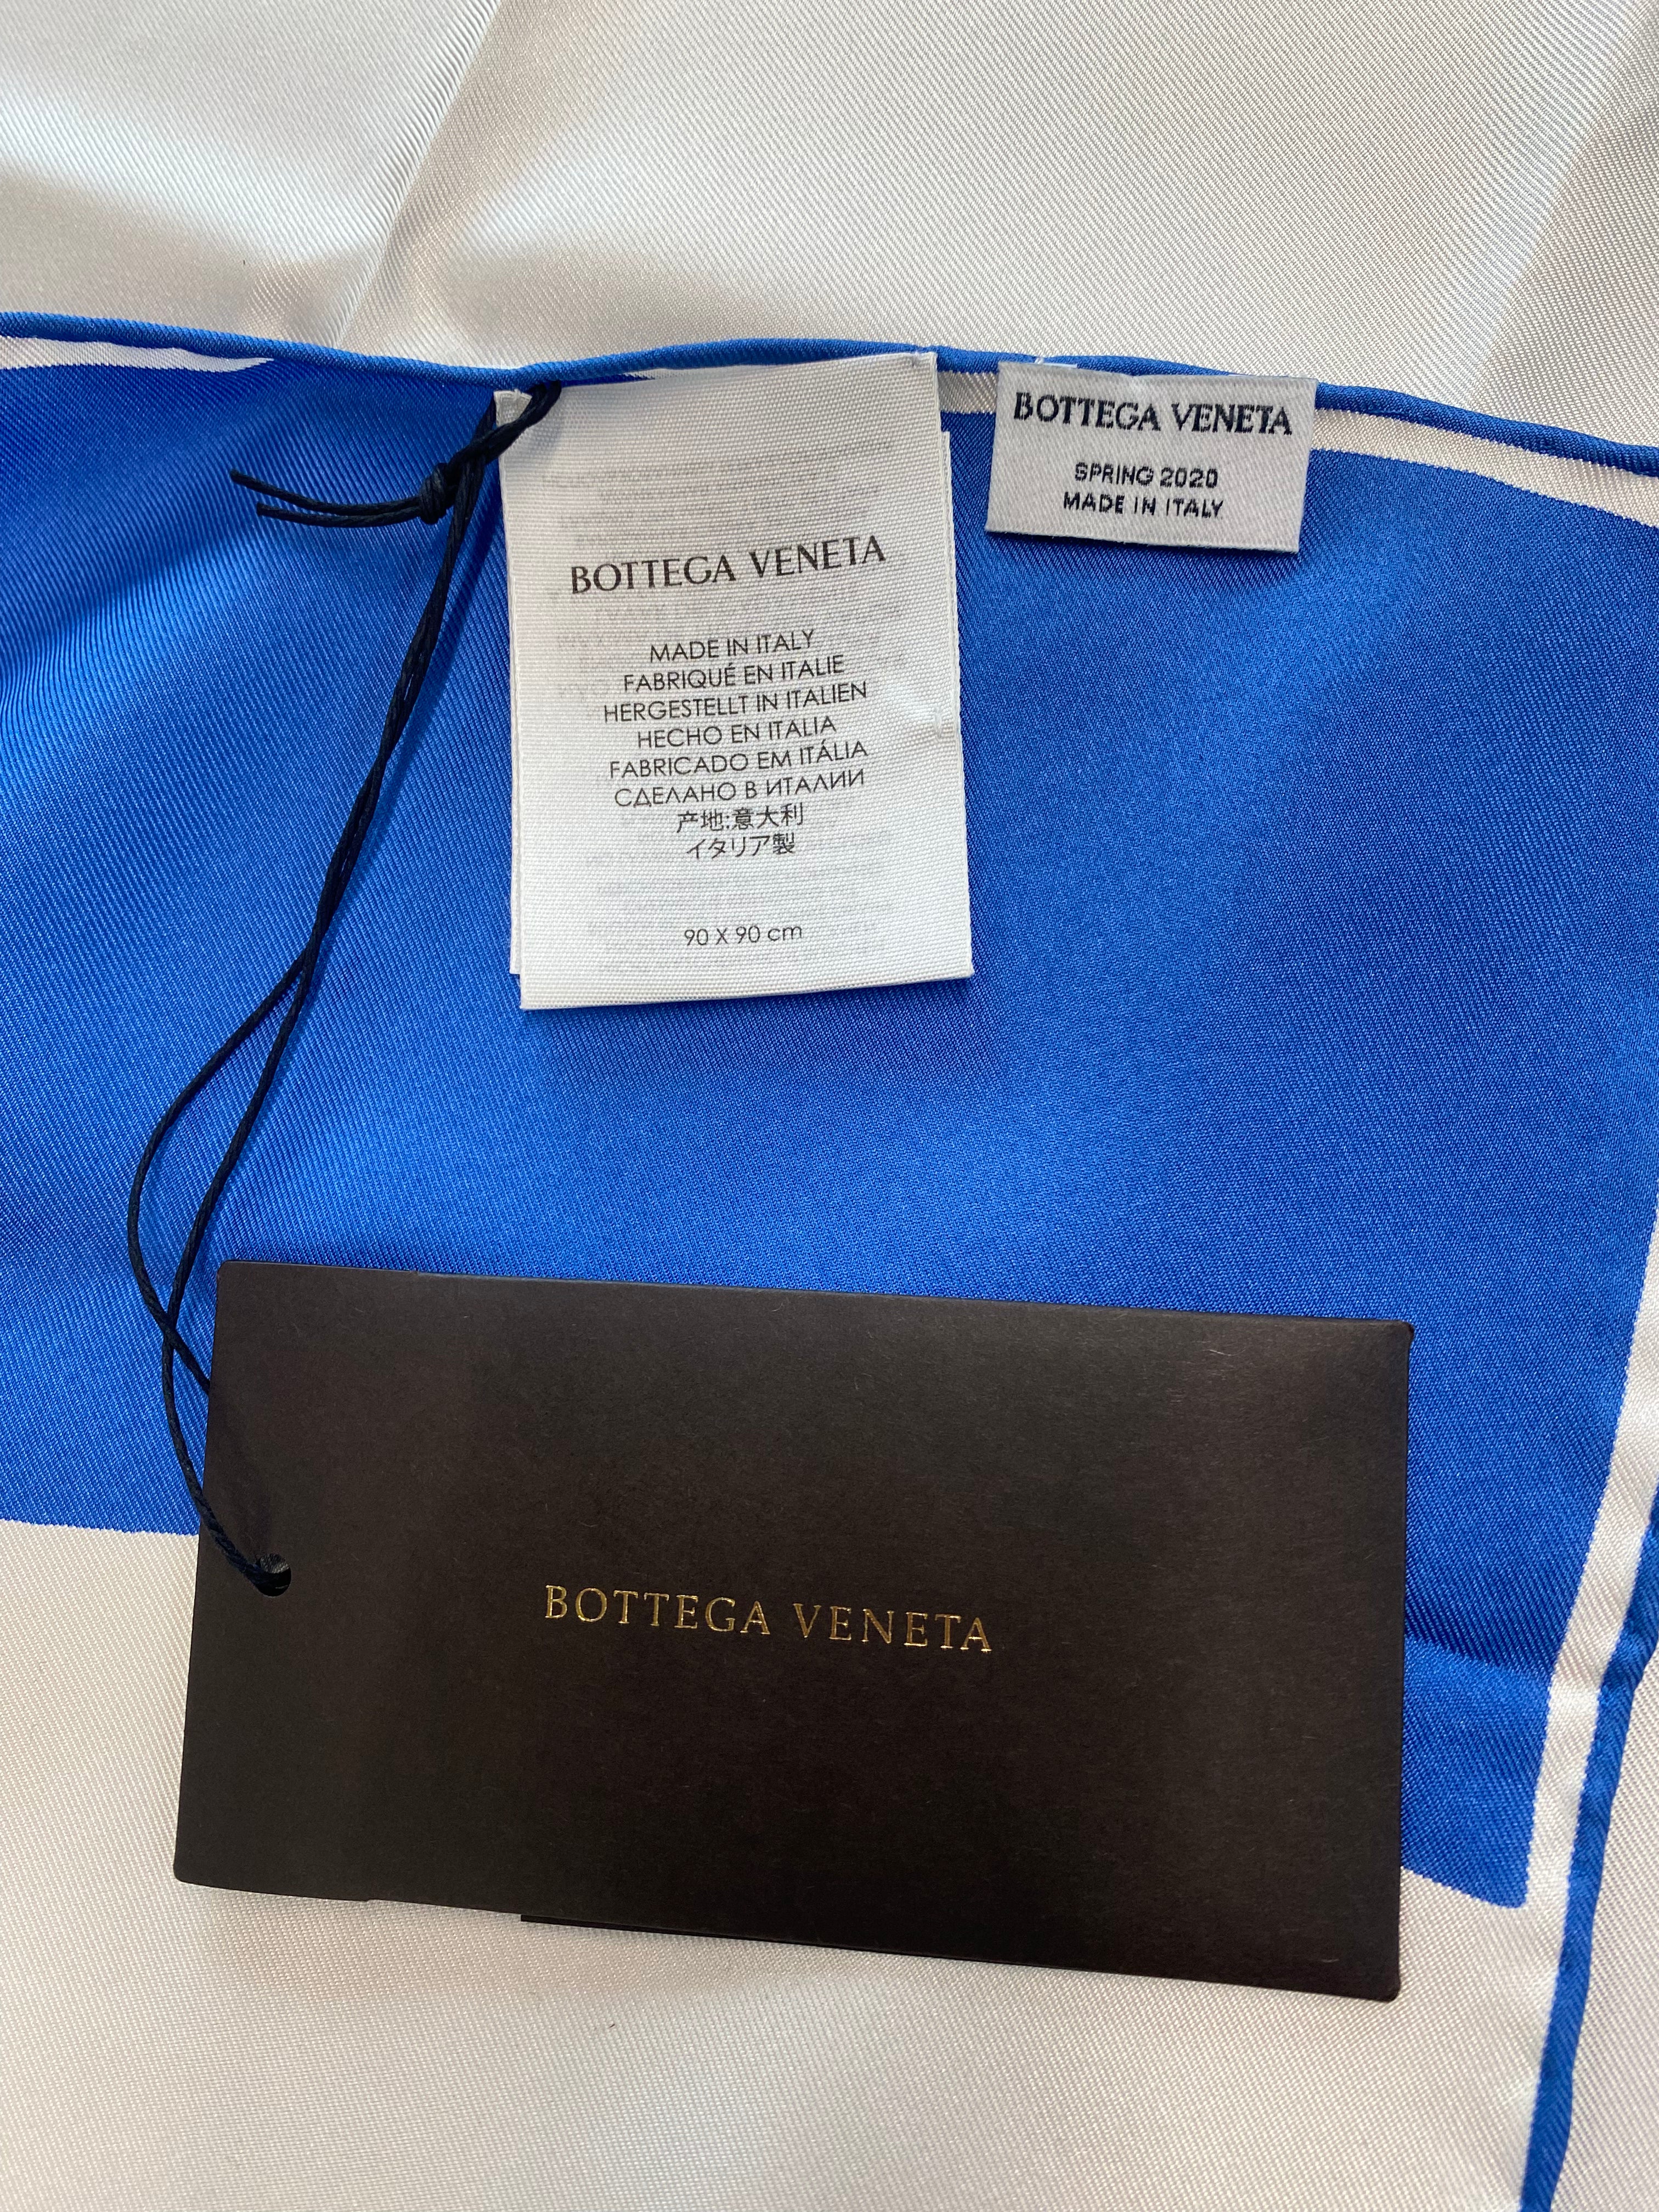 BOTTEGA VENETA
MADE IN ITALY
FABRIQUÉ EN ITALIE
HERGESTELLT IN ITALIEN
HECHO EN ITALIA
FABRICADO EM ITÁLIA
СДЕЛАНО В ИТАЛИИ
产地:意大利
イタリア製
90 X 90 cm
BOTTEGA VENETA
SPRING 2020
MADE IN ITALY
BOTTEGA VENETA